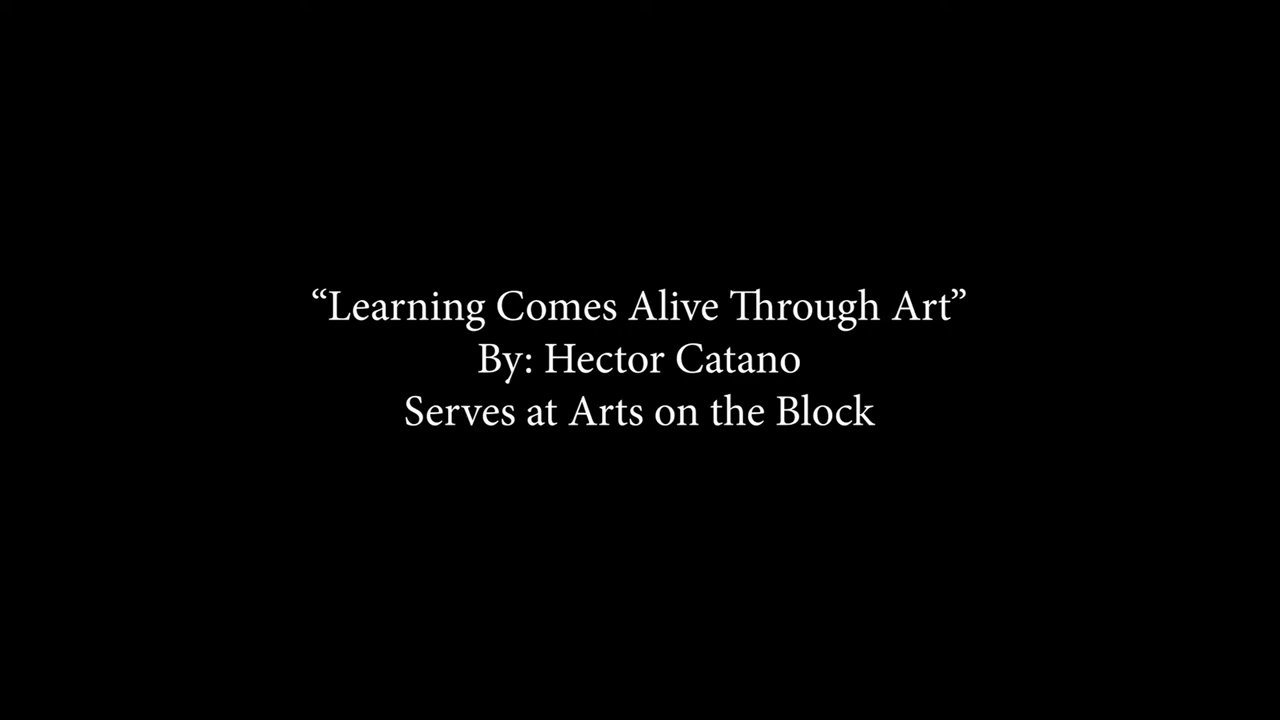 “Learning Comes Alive Through Art”
By: Hector Catano
Serves at Arts on the Block